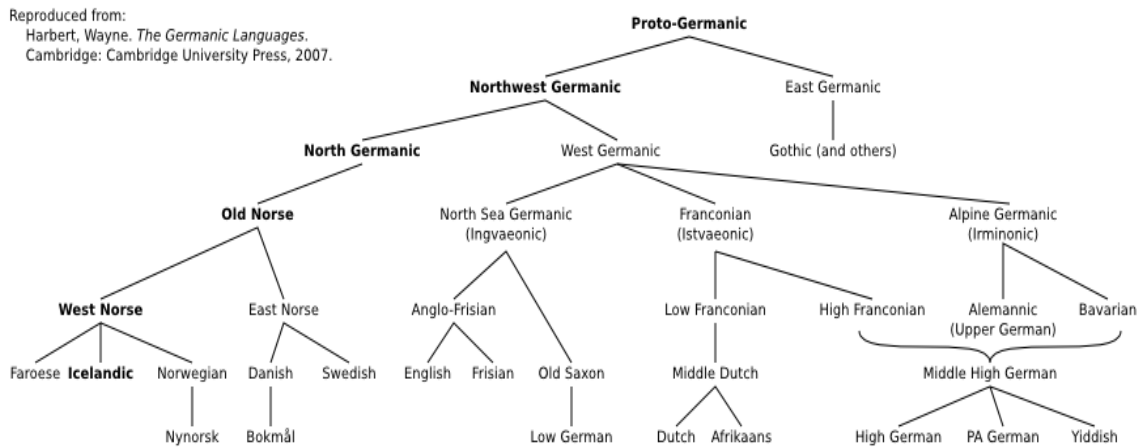 Reproduced from:
Harbert, Wayne. The Germanic Languages.
Cambridge: Cambridge University Press, 2007.
Proto-Germanic
Northwest Germanic
East Germanic
North Germanic
West Germanic
Gothic (and others)
Old Norse
North Sea Germanic
(Ingvaeonic)
Franconian
(Istvaeonic)
Alpine Germanic
(Irminonic)
West Norse
East Norse
Anglo-Frisian
Low Franconian
High Franconian
Alemannic
(Upper German)
Bavarian
Faroese
Icelandic
Norwegian
Danish
Swedish
English
Frisian
Old Saxon
Middle Dutch
Middle High German
Nynorsk
Bokmål
Low German
Dutch
Afrikaans
High German
PA German
Yiddish